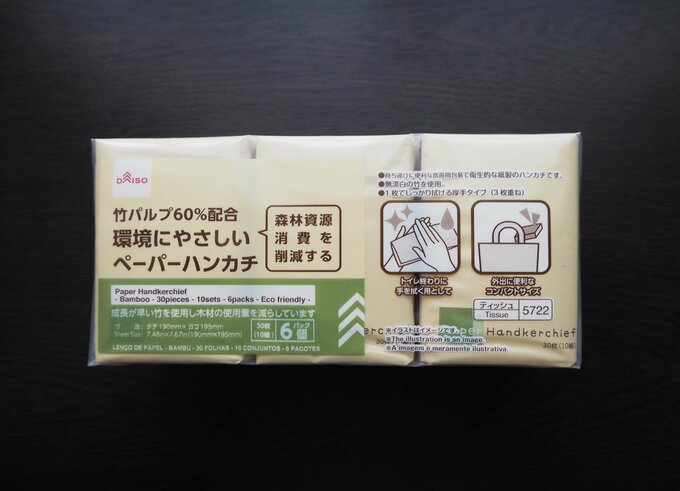 DAISO
竹パルプ60%配合
環境にやさしい
ペーパーハンカチ
森林資源
消費を
削減する
Paper Handkerchief
- Bamboo - 30pieces - 10sets - 6packs - Eco friendly -
成長が早い竹を使用し木材の使用量を減らしています
寸 法：タテ190mm×ヨコ195mm
Sheet Size : 7.48in×7.67in (190mm×195mm)
30枚
(10組)
6パック個
LENÇO DE PAPEL - BAMBU - 30 FOLHAS - 10 CONJUNTOS - 6 PACOTES
●持ち運びに便利な携帯用包装で衛生的な紙製のハンカチです。
●無漂白の竹を使用。
●1枚でしっかり拭ける厚手タイプ（3枚重ね）
トイレ終わりに
手を拭く用として
外出に便利な
コンパクトサイズ
ティッシュ
Tissue
5722
※イラストはイメージです。
※The illustration is an image.
※A imagem é meramente ilustrativa.
Paper Handkerchief
30枚(10組)